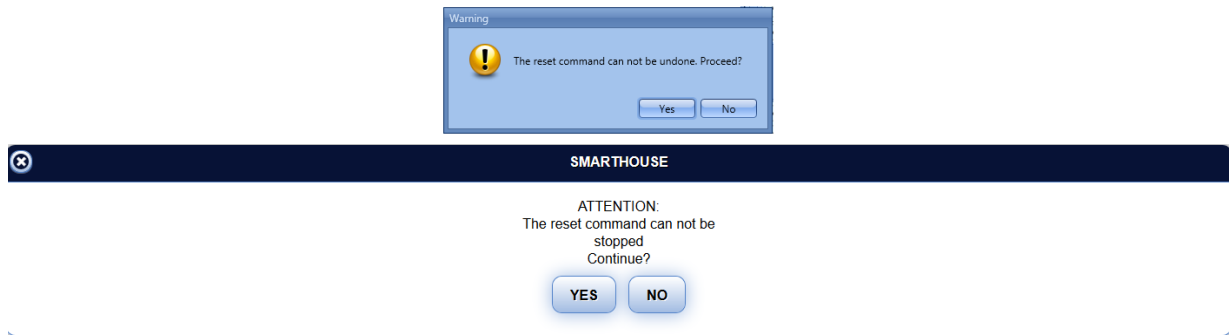 Warning
The reset command can not be undone. Proceed?
Yes No
SMARTHOUSE
ATTENTION:
The reset command can not be
stopped
Continue?
YES NO